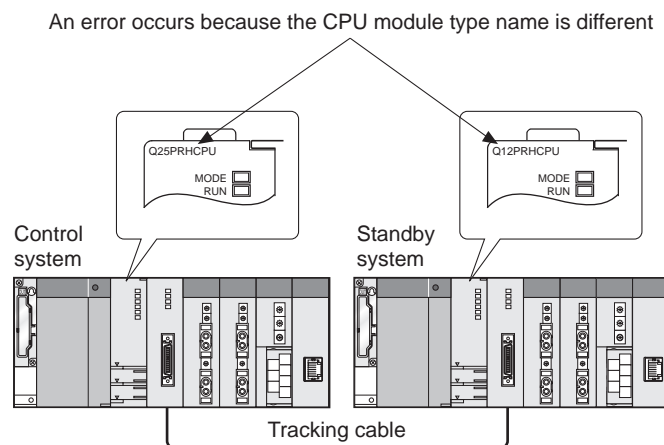 An error occurs because the CPU module type name is different
Q25PRHCPU
MODE
RUN
Q12PRHCPU
MODE
RUN
Control
system
Standby
system
Tracking cable